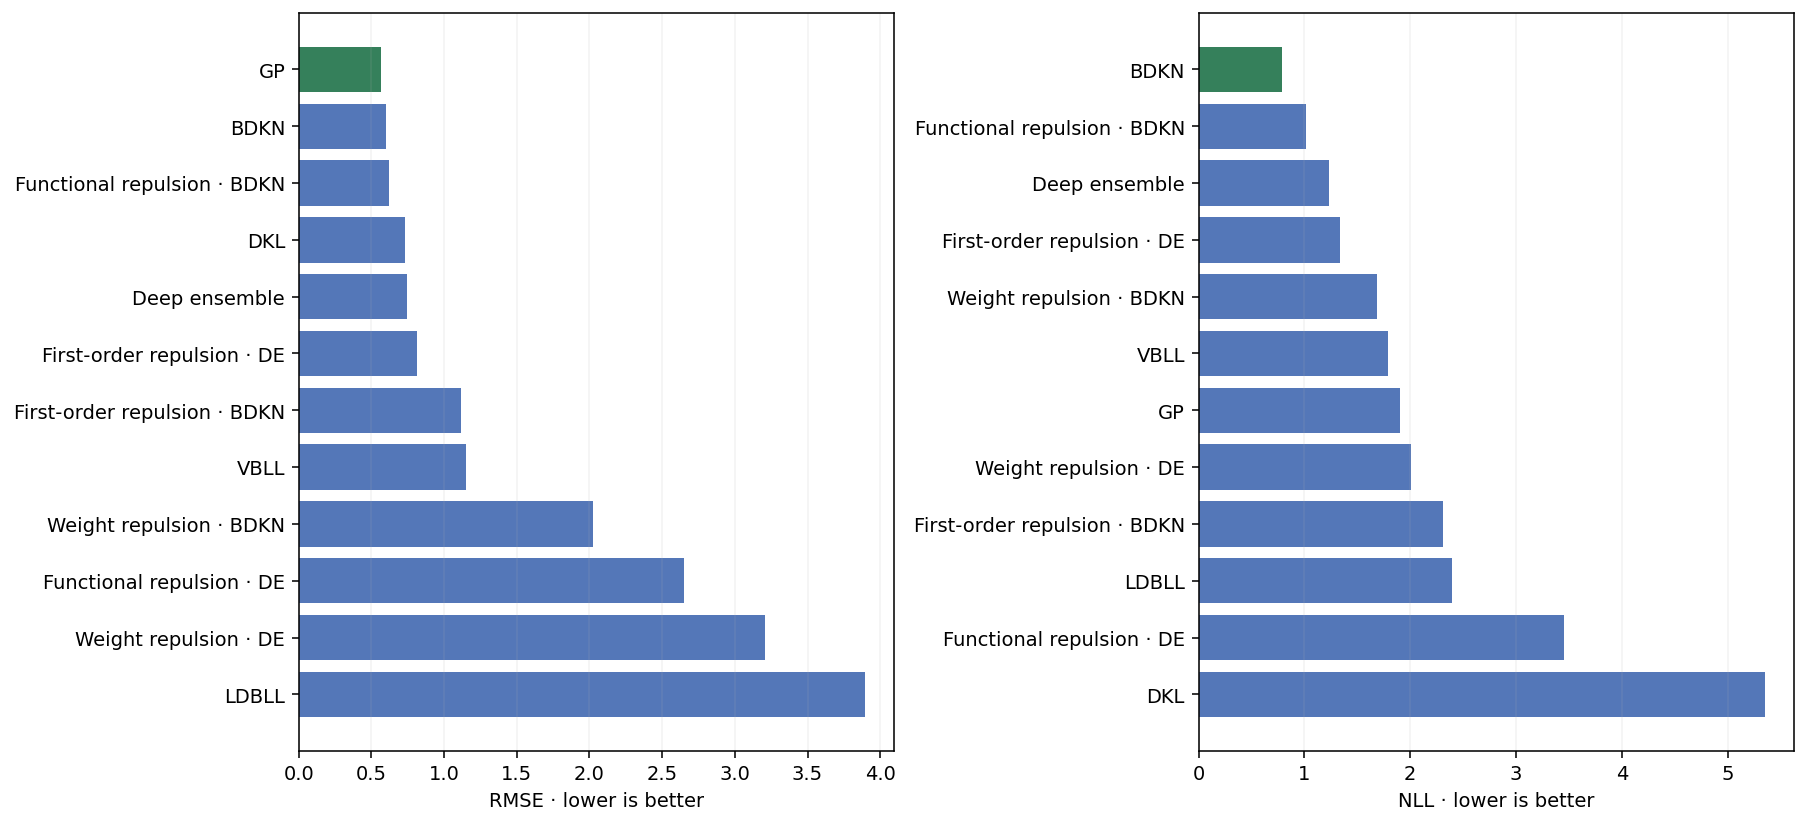 GP
BDKN
Functional repulsion · BDKN
DKL
Deep ensemble
First-order repulsion · DE
First-order repulsion · BDKN
VBLL
Weight repulsion · BDKN
Functional repulsion · DE
Weight repulsion · DE
LDBLL
0.0 0.5 1.0 1.5 2.0 2.5 3.0 3.5 4.0
RMSE · lower is better
BDKN
Functional repulsion · BDKN
Deep ensemble
First-order repulsion · DE
Weight repulsion · BDKN
VBLL
GP
Weight repulsion · DE
First-order repulsion · BDKN
LDBLL
Functional repulsion · DE
DKL
0 1 2 3 4 5
NLL · lower is better